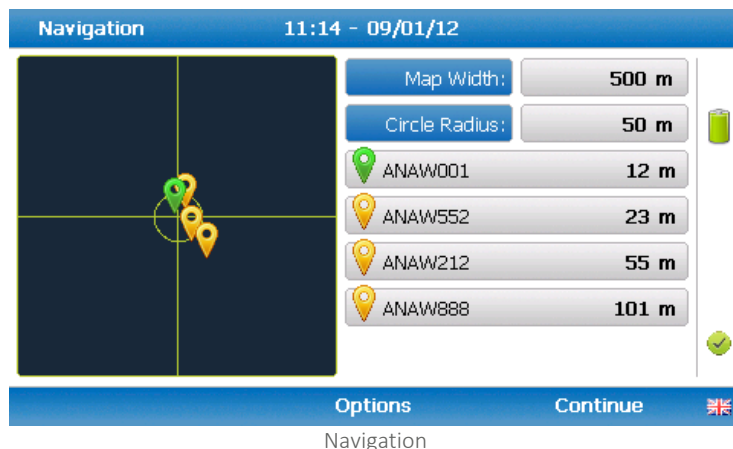 Navigation 11:14 - 09/01/12
Map Width: 500 m
Circle Radius: 50 m
ANAW001 12 m
ANAW552 23 m
ANAW212 55 m
ANAW888 101 m
Options Continue
Navigation